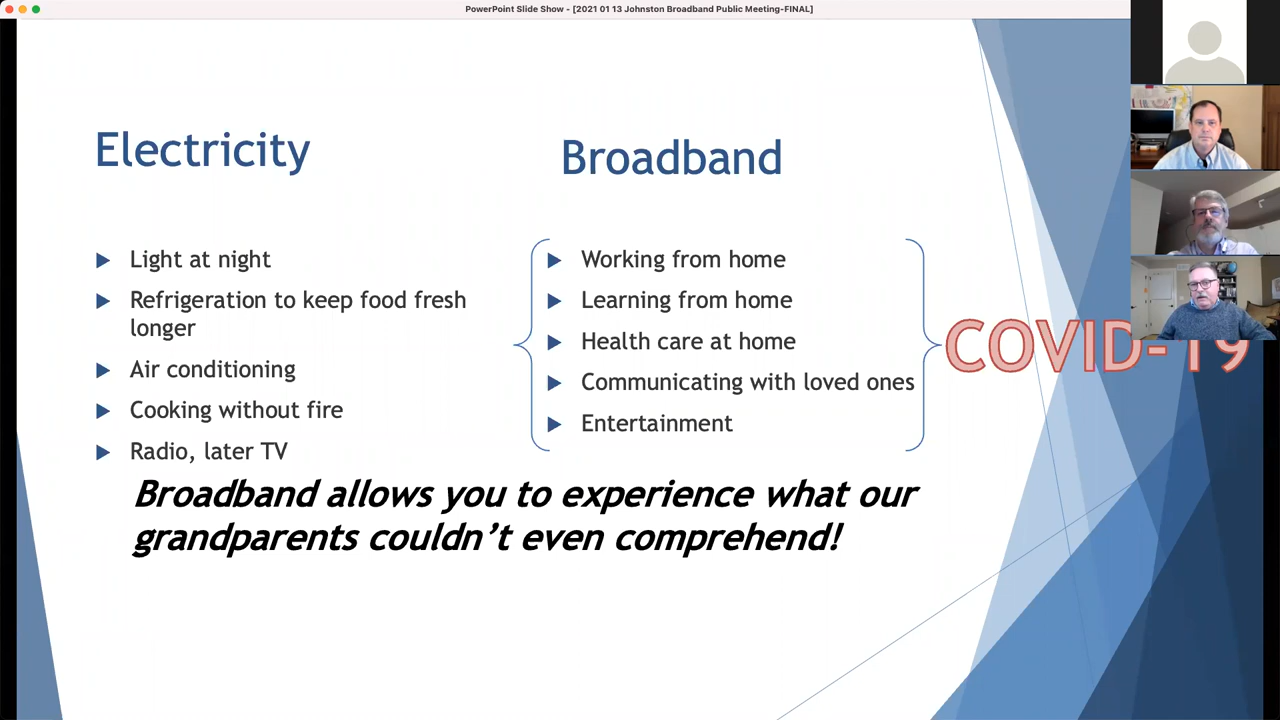 PowerPoint Slide Show - [2021 01 13 Johnston Broadband Public Meeting-FINAL]
Electricity
Light at night
Refrigeration to keep food fresh
longer
Air conditioning
Cooking without fire
Radio, later TV
Broadband
Working from home
Learning from home
Health care at home
Communicating with loved ones
Entertainment
COVID-19
Broadband allows you to experience what our
grandparents couldn't even comprehend!